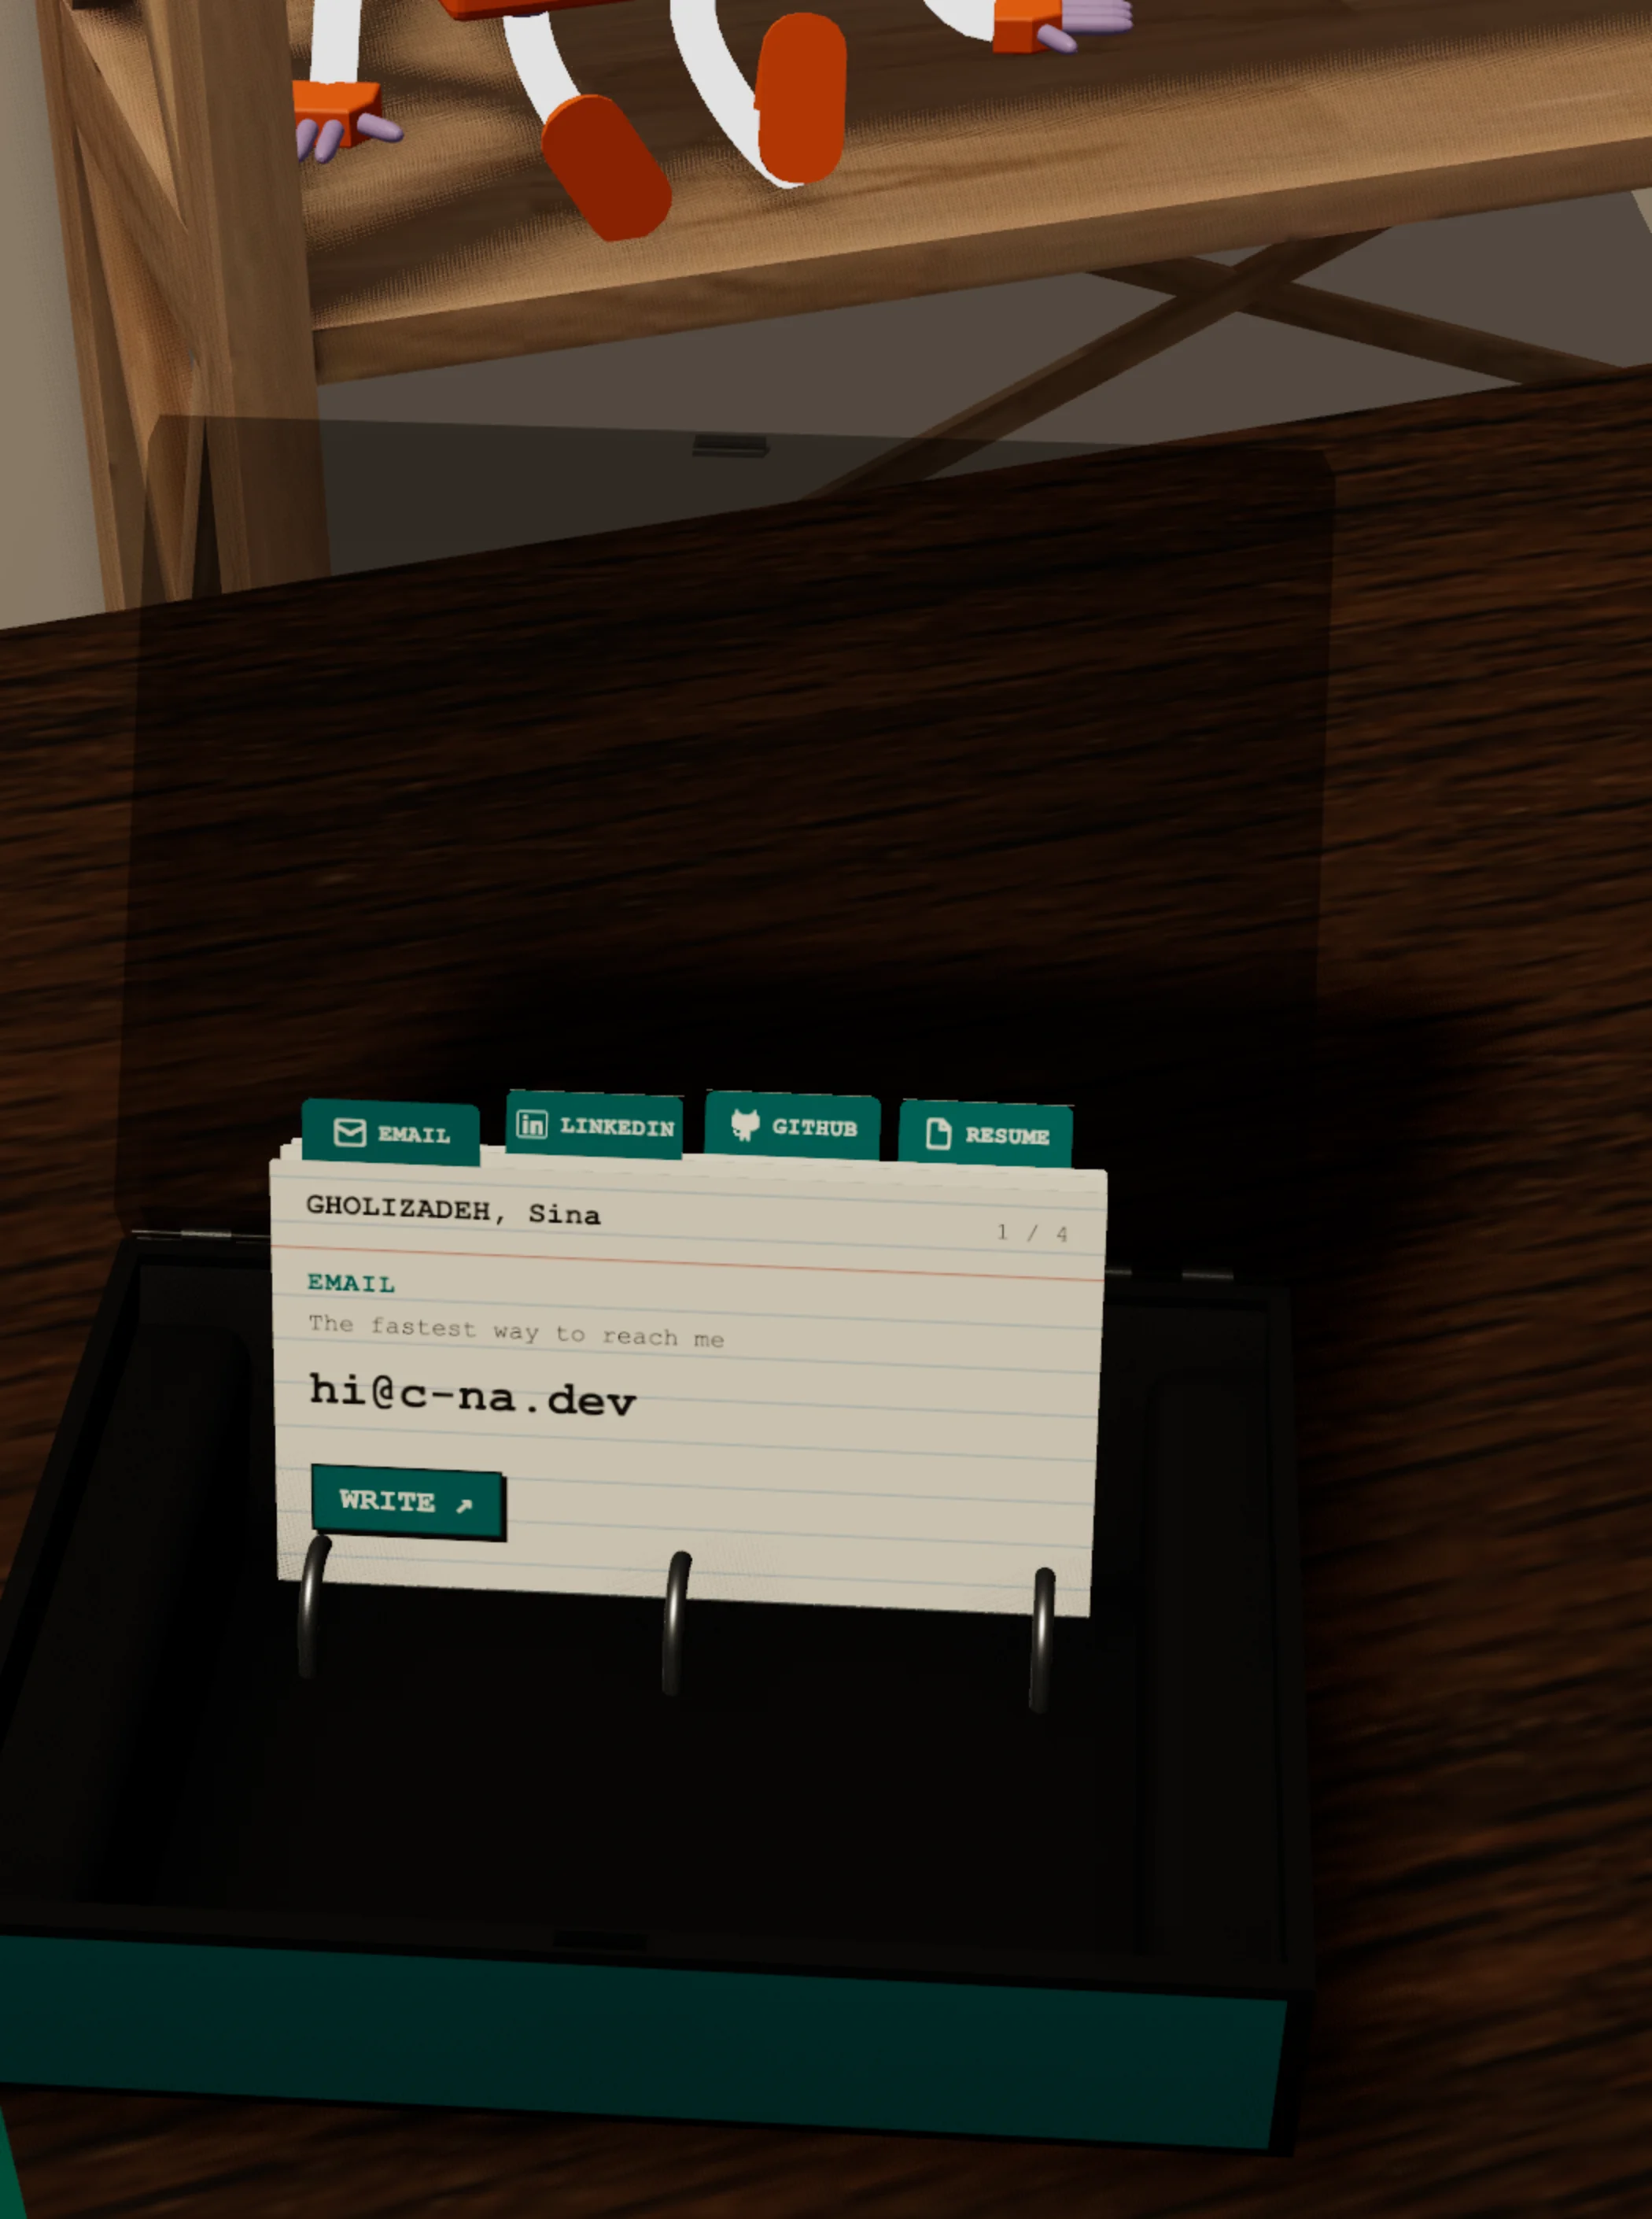 EMAIL
LINKEDIN
GITHUB
RESUME
GHOLIZADEH, Sina
1 / 4
EMAIL
The fastest way to reach me
hi@c-na.dev
WRITE ↗